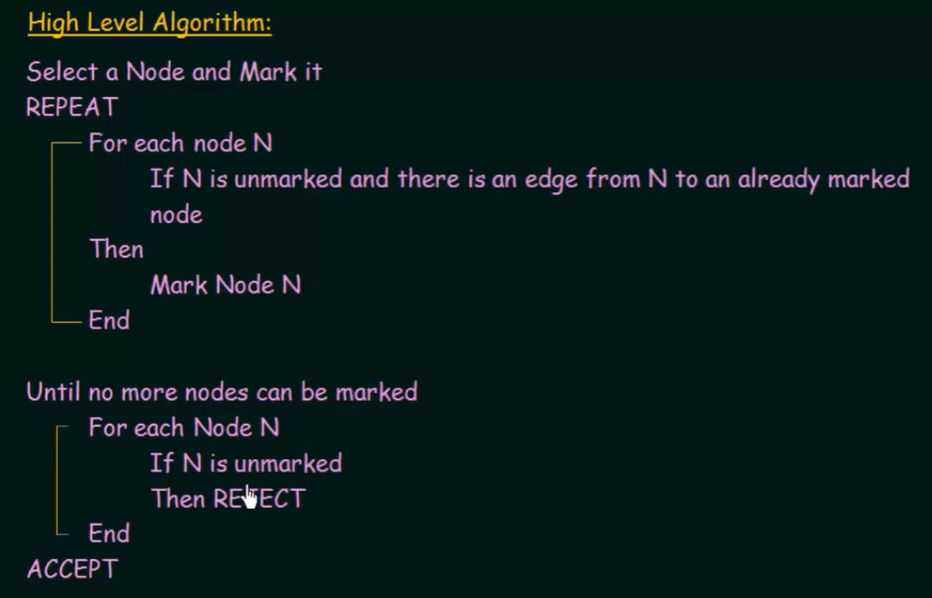 High Level Algorithm:
Select a Node and Mark it
REPEAT
For each node N
If N is unmarked and there is an edge from N to an already marked
node
Then
Mark Node N
End
Until no more nodes can be marked
For each Node N
If N is unmarked
Then REJECT
End
ACCEPT